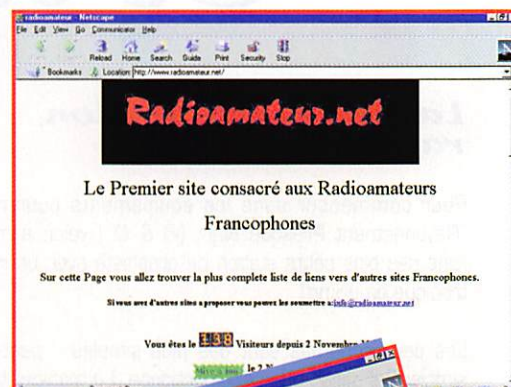 radioamateur - Netscape
File Edit View Go Communicator Help
Reload Home Search Guide Print Security Stop
Bookmarks Location: http://www.radioamateur.net/
Radioamateur.net
Le Premier site consacré aux Radioamateurs
Francophones
Sur cette Page vous allez trouver la plus complete liste de liens vers d'autres sites Francophones.
Si vous avez d'autres sites a proposer vous pouvez les soumettre a: info@radioamateur.net
Vous êtes le 138 Visiteurs depuis 2 Novembre
le 2